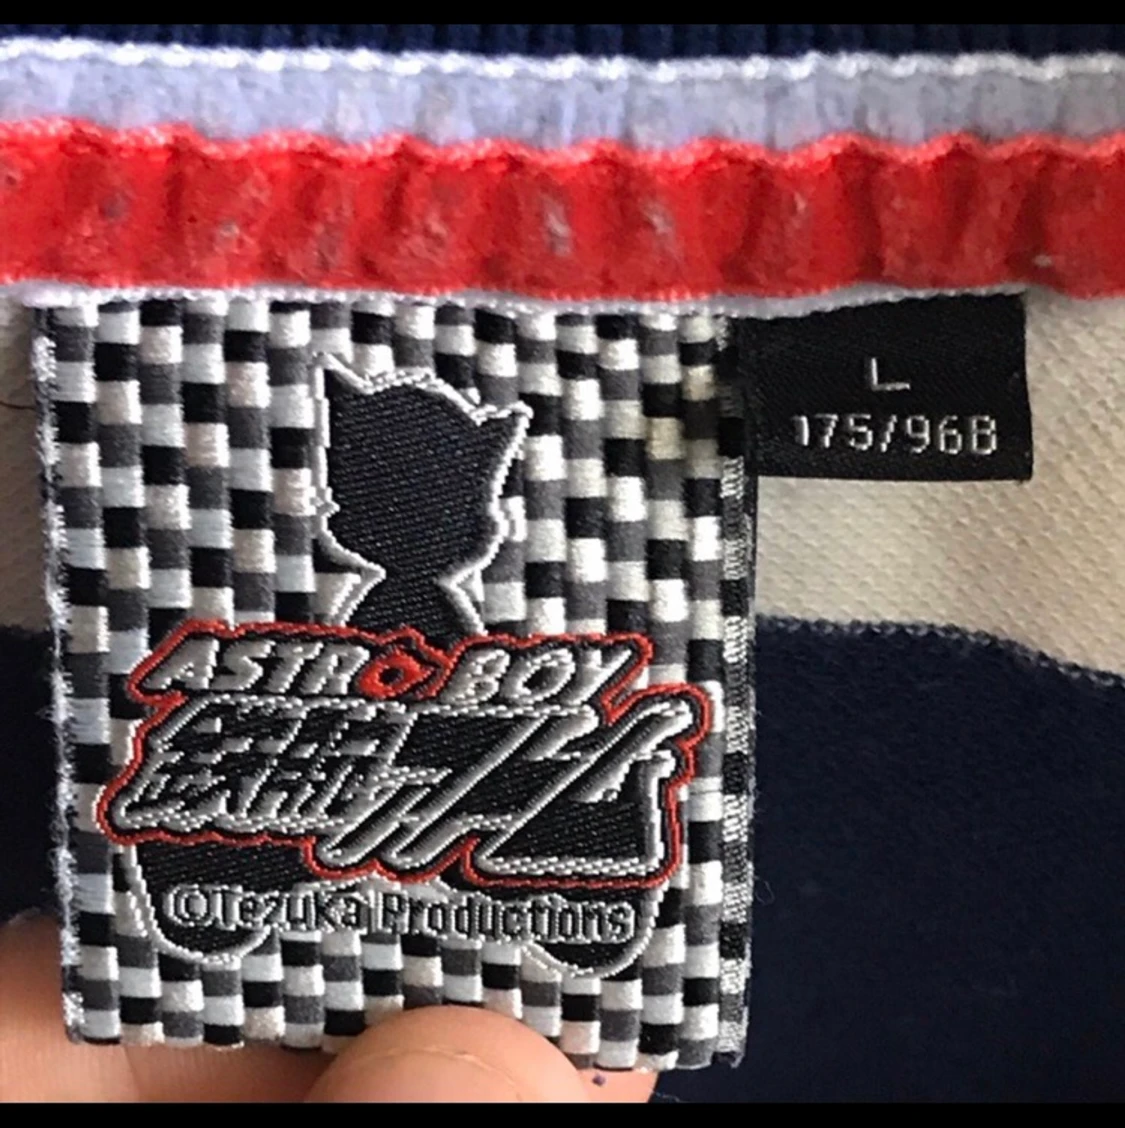 L
175/96B
ASTRO BOY
©Tezuka Productions